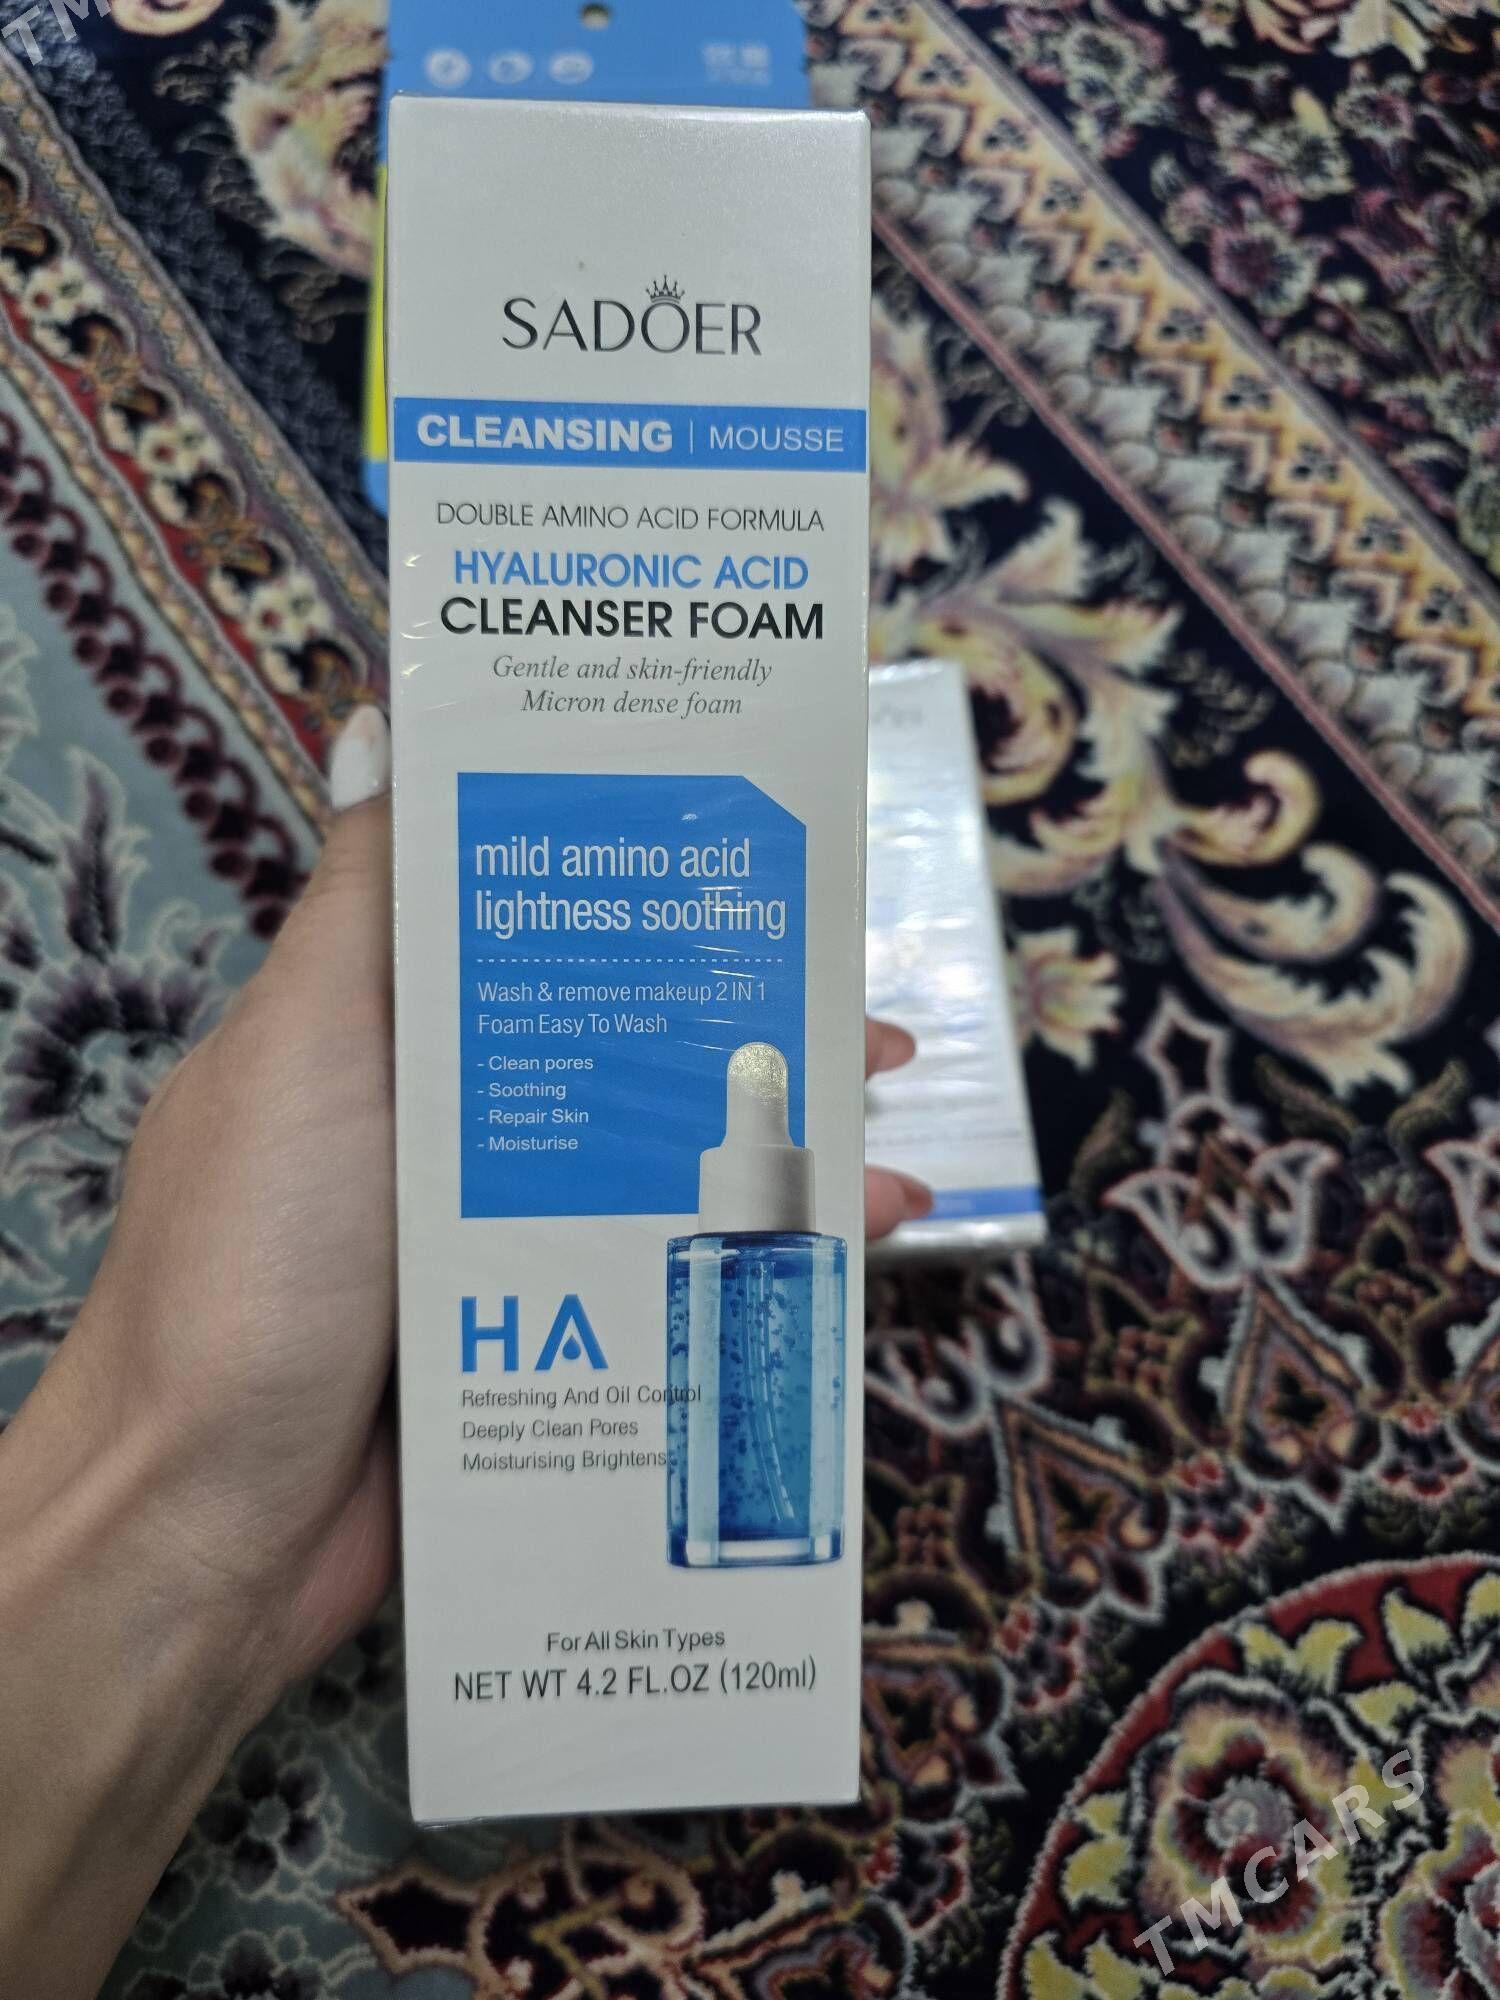 SADOER
CLEANSING | MOUSSE
DOUBLE AMINO ACID FORMULA
HYALURONIC ACID
CLEANSER FOAM
Gentle and skin-friendly
Micron dense foam
mild amino acid
lightness soothing
Wash & remove makeup 2 IN 1
Foam Easy To Wash
- Clean pores
- Soothing
- Repair Skin
- Moisturise
HA
Refreshing And Oil Control
Deeply Clean Pores
Moisturising Brightens
For All Skin Types
NET WT 4.2 FL.OZ (120ml)
TMCARS